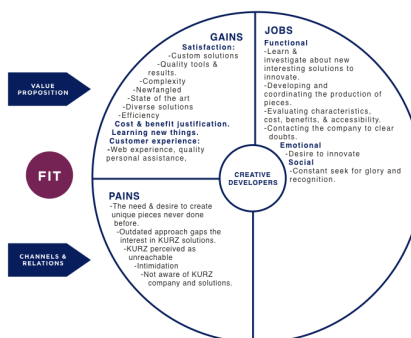 VALUE
PROPOSITION
FIT
CHANNELS &
RELATIONS
GAINS
Satisfaction:
-Custom solutions
-Quality tools &
results.
-Complexity
-Newfangled
-State of the art
-Diverse solutions
-Efficiency
Cost & benefit justification.
Learning new things.
Customer experience:
-Web experience, quality
personal assistance,
JOBS
Functional
-Learn &
investigate about new
interesting solutions to
innovate.
-Developing and
coordinating the production of
pieces.
-Evaluating characteristics,
cost, benefits, & accessibility.
-Contacting the company to clear
doubts.
Emotional
-Desire to innovate
Social
-Constant seek for glory and
recognition.
CREATIVE
DEVELOPERS
PAINS
-The need & desire to create
unique pieces never done
before.
-Outdated approach gaps the
interest in KURZ solutions.
-KURZ perceived as
unreachable
-Intimidation
-Not aware of KURZ
company and solutions.